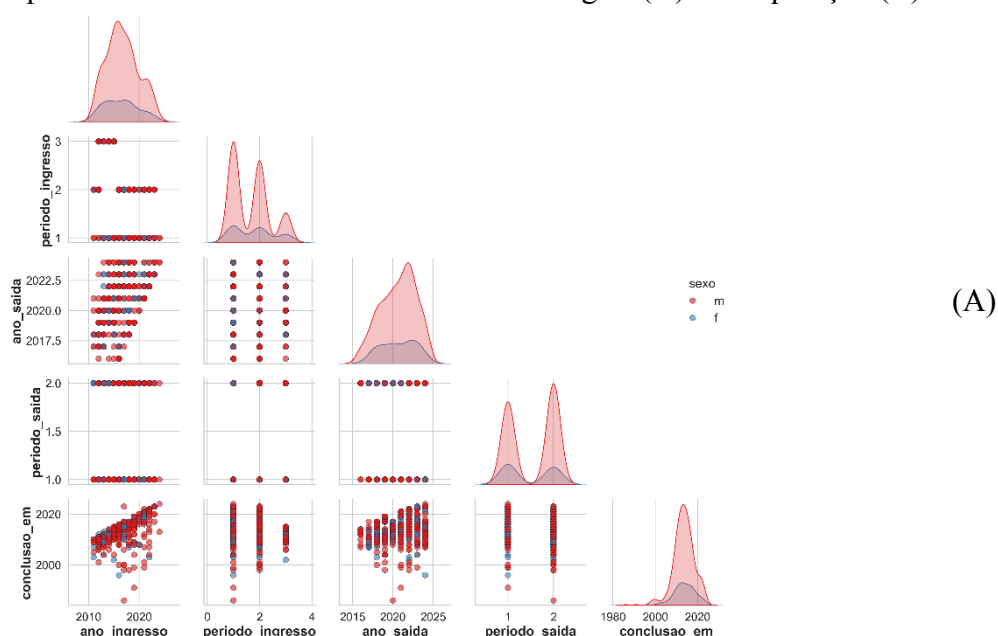 periodo_ingresso
3
2
1
ano_saida
2022.5
2020.0
2017.5
sexo
m
f
(A)
periodo_saida
2.0
1.5
1.0
conclusao_em
2020
2000
2010 2020
0 2 4
2015 2020 2025
1 2
1980 2000 2020
ano_ingresso periodo_ingresso ano_saida periodo_saida conclusao_em